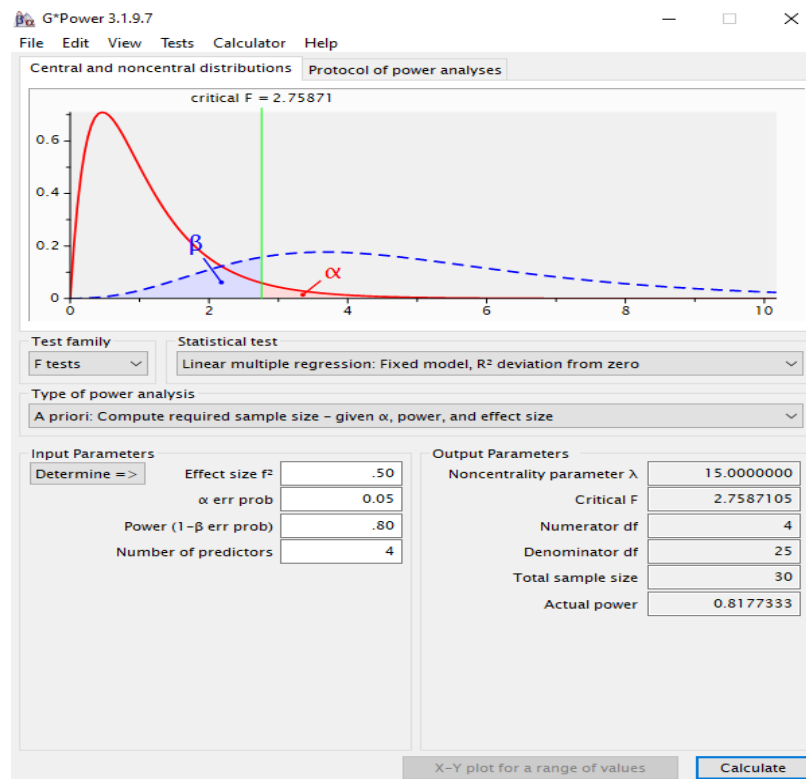 G*Power 3.1.9.7
File Edit View Tests Calculator Help
Central and noncentral distributions Protocol of power analyses
critical F = 2.75871
0.6
0.4
0.2
0
β
α
0 2 4 6 8 10
Test family Statistical test
F tests Linear multiple regression: Fixed model, R² deviation from zero
Type of power analysis
A priori: Compute required sample size – given α, power, and effect size
Input Parameters
Determine => Effect size f² .50
α err prob 0.05
Power (1–β err prob) .80
Number of predictors 4
Output Parameters
Noncentrality parameter λ 15.0000000
Critical F 2.7587105
Numerator df 4
Denominator df 25
Total sample size 30
Actual power 0.8177333
X–Y plot for a range of values Calculate